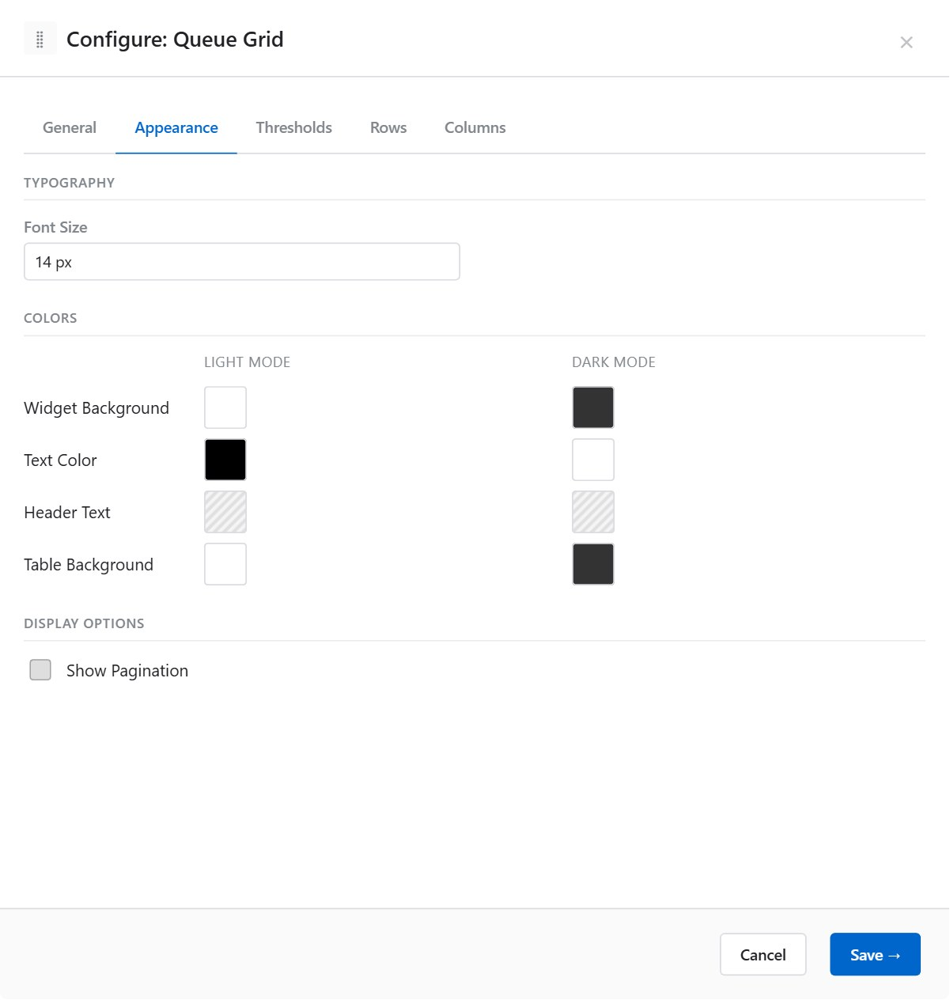 Configure: Queue Grid
General Appearance Thresholds Rows Columns
TYPOGRAPHY
Font Size
14 px
COLORS
LIGHT MODE DARK MODE
Widget Background
Text Color
Header Text
Table Background
DISPLAY OPTIONS
Show Pagination
Cancel Save →